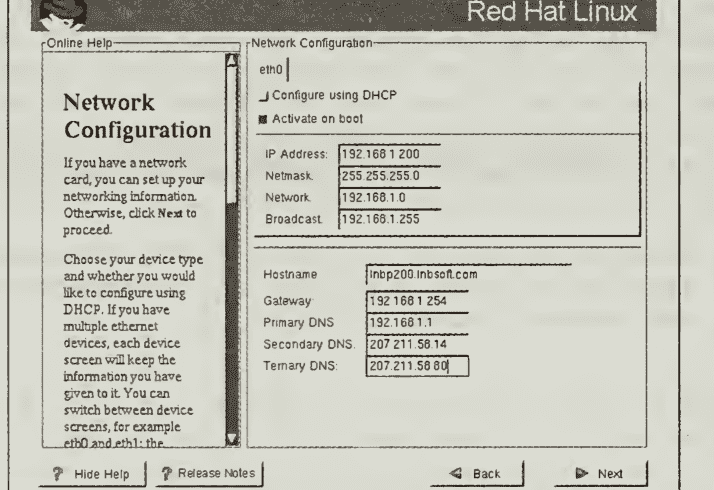 Red Hat Linux
Online Help
Network Configuration
Network
Configuration
If you have a network
card, you can set up your
networking information.
Otherwise, click Next to
proceed.
Choose your device type
and whether you would
like to configure using
DHCP. If you have
multiple ethernet
devices, each device
screen will keep the
information you have
given to it. You can
switch between device
screens, for example
eth0 and eth1; the
eth0
Configure using DHCP
Activate on boot
IP Address: 192.168 1 200
Netmask. 255.255.255.0
Network. 192.168.1.0
Broadcast. 192.168.1.255
Hostname lnbp200.lnbsoft.com
Gateway 192 168 1 254
Primary DNS 192.168 1.1
Secondary DNS. 207 211.58.14
Ternary DNS: 207.211.58 80
? Hide Help
? Release Notes
Back
Next